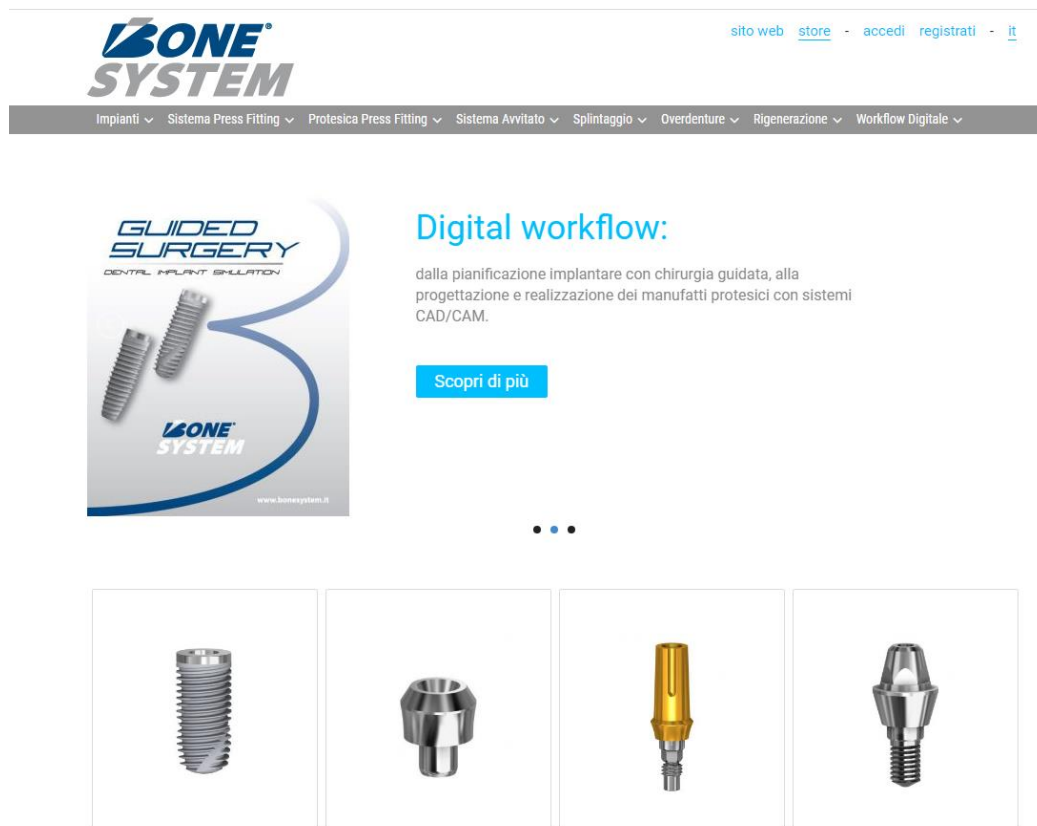 BONE®
SYSTEM
sito web store - accedi registrati - it
Impianti Sistema Press Fitting Protesica Press Fitting Sistema Avvitato Splintaggio Overdenture Rigenerazione Workflow Digitale
GUIDED
SURGERY
DENTAL IMPLANT SIMULATION
BONE®
SYSTEM
www.bonesystem.it
Digital workflow:
dalla pianificazione implantare con chirurgia guidata, alla
progettazione e realizzazione dei manufatti protesici con sistemi
CAD/CAM.
Scopri di più